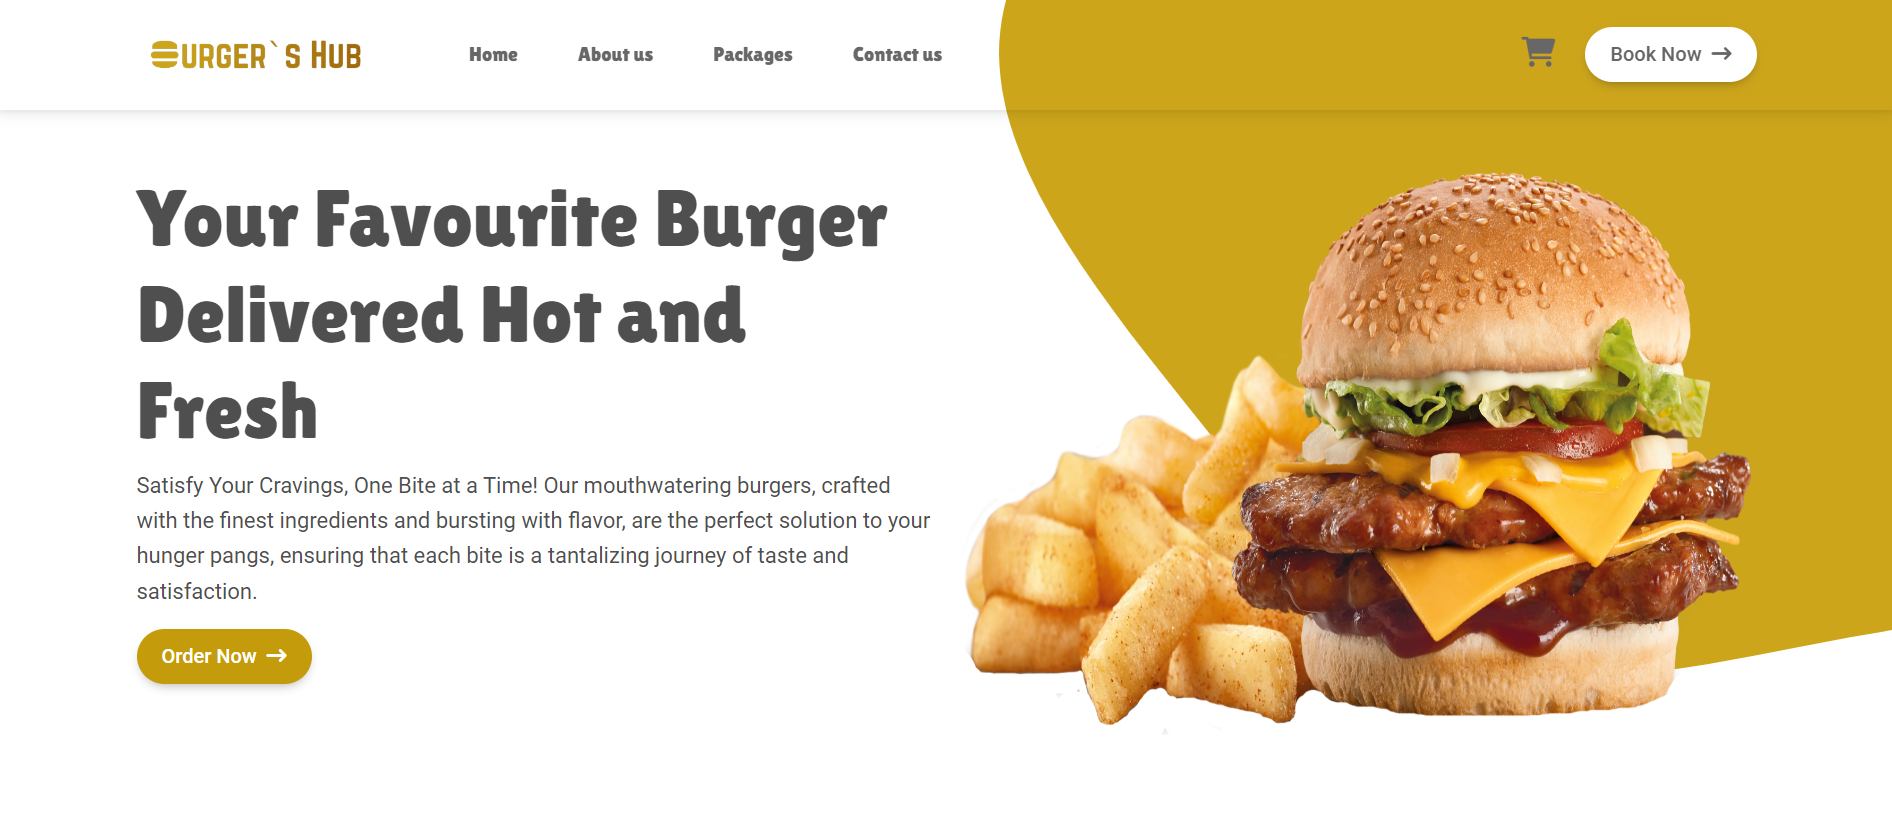 BURGER`S HUB
Home
About us
Packages
Contact us
Book Now
Your Favourite Burger
Delivered Hot and
Fresh
Satisfy Your Cravings, One Bite at a Time! Our mouthwatering burgers, crafted
with the finest ingredients and bursting with flavor, are the perfect solution to your
hunger pangs, ensuring that each bite is a tantalizing journey of taste and
satisfaction.
Order Now